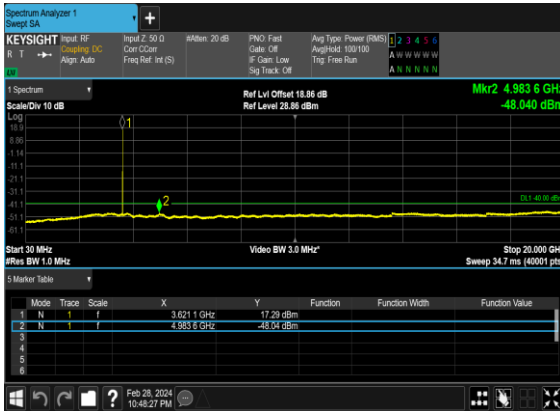 Spectrum Analyzer 1
Swept SA
+
KEYSIGHT
R T
Input: RF
Coupling: DC
Align: Auto
Input Z: 50 Ω
Corr CCorr
Freq Ref: Int (S)
#Atten: 20 dB
PNO: Fast
Gate: Off
IF Gain: Low
Sig Track: Off
Avg Type: Power (RMS)
Avg|Hold: 100/100
Trig: Free Run
1 2 3 4 5 6
A W W W W W
A N N N N N
1 Spectrum
Scale/Div 10 dB
Ref Lvl Offset 18.86 dB
Ref Level 28.86 dBm
Mkr2 4.983 6 GHz
-48.040 dBm
Log
18.9
8.86
-1.14
-11.1
-21.1
-31.1
-41.1
-51.1
-61.1
1
2
DL1 -40.00 dBm
Start 30 MHz
#Res BW 1.0 MHz
Video BW 3.0 MHz*
Stop 20.000 GHz
Sweep 34.7 ms (40001 pts)
5 Marker Table
Mode Trace Scale X Y Function Function Width Function Value
1 N 1 f 3.621 1 GHz 17.29 dBm
2 N 1 f 4.983 6 GHz -48.04 dBm
3
4
5
6
?
Feb 28, 2024
10:48:27 PM